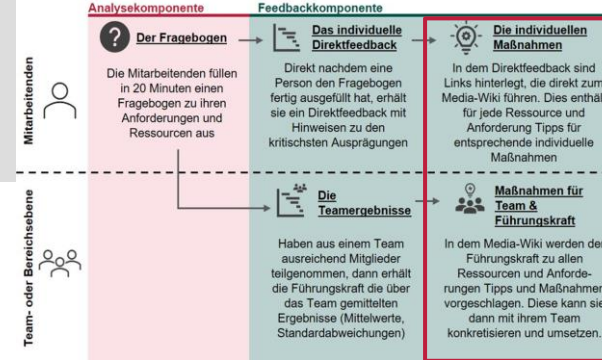 Analysekomponente
Feedbackkomponente
Mitarbeitenden
?
Der Fragebogen
Die Mitarbeitenden füllen
in 20 Minuten einen
Fragebogen zu ihren
Anforderungen und
Ressourcen aus
Das individuelle
Direktfeedback
Direkt nachdem eine
Person den Fragebogen
fertig ausgefüllt hat, erhält
sie ein Direktfeedback mit
Hinweisen zu den
kritischsten Ausprägungen
Die individuellen
Maßnahmen
In dem Direktfeedback sind
Links hinterlegt, die direkt zum
Media-Wiki führen. Dies enthäl
für jede Ressource und
Anforderung Tipps für
entsprechende individuelle
Maßnahmen
Team- oder Bereichsebene
Die
Teamergebnisse
Haben aus einem Team
ausreichend Mitglieder
teilgenommen, dann erhält
die Führungskraft die über
das Team gemittelten
Ergebnisse (Mittelwerte,
Standardabweichungen)
Maßnahmen für
Team &
Führungskraft
In dem Media-Wiki werden der
Führungskraft zu allen
Ressourcen und Anforde-
rungen Tipps und Maßnahmen
vorgeschlagen. Diese kann sie
dann mit ihrem Team
konkretisieren und umsetzen.